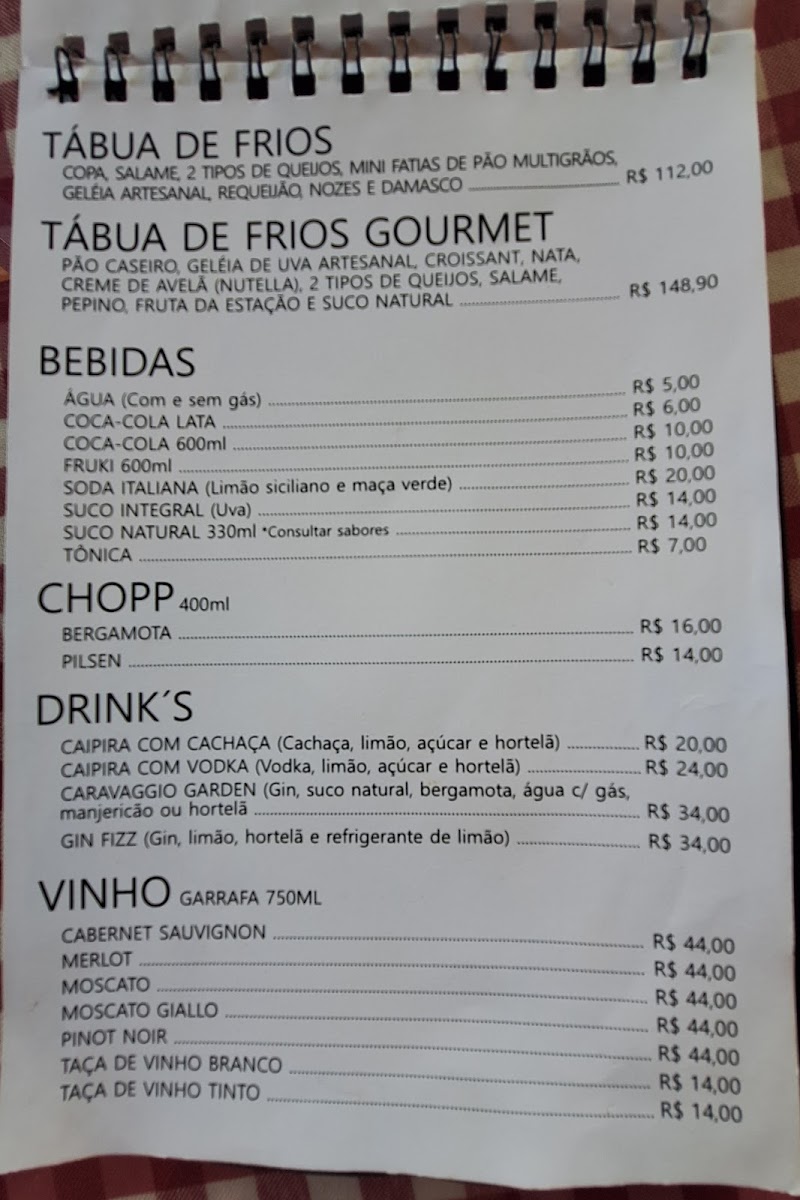 TÁBUA DE FRIOS
COPA, SALAME, 2 TIPOS DE QUEIJOS, MINI FATIAS DE PÃO MULTIGRÃOS,
GELÉIA ARTESANAL, REQUEIJÃO, NOZES E DAMASCO R$ 112,00
TÁBUA DE FRIOS GOURMET
PÃO CASEIRO, GELÉIA DE UVA ARTESANAL, CROISSANT, NATA,
CREME DE AVELÃ (NUTELLA), 2 TIPOS DE QUEIJOS, SALAME,
PEPINO, FRUTA DA ESTAÇÃO E SUCO NATURAL R$ 148,90
BEBIDAS
ÁGUA (Com e sem gás) R$ 5,00
COCA-COLA LATA R$ 6,00
COCA-COLA 600ml R$ 10,00
FRUKI 600ml R$ 10,00
SODA ITALIANA (Limão siciliano e maça verde) R$ 20,00
SUCO INTEGRAL (Uva) R$ 14,00
SUCO NATURAL 330ml *Consultar sabores R$ 14,00
TÔNICA R$ 7,00
CHOPP 400ml
BERGAMOTA R$ 16,00
PILSEN R$ 14,00
DRINK´S
CAIPIRA COM CACHAÇA (Cachaça, limão, açúcar e hortelã) R$ 20,00
CAIPIRA COM VODKA (Vodka, limão, açúcar e hortelã) R$ 24,00
CARAVAGGIO GARDEN (Gin, suco natural, bergamota, água c/ gás,
manjericão ou hortelã R$ 34,00
GIN FIZZ (Gin, limão, hortelã e refrigerante de limão) R$ 34,00
VINHO GARRAFA 750ML
CABERNET SAUVIGNON R$ 44,00
MERLOT R$ 44,00
MOSCATO R$ 44,00
MOSCATO GIALLO R$ 44,00
PINOT NOIR R$ 44,00
TAÇA DE VINHO BRANCO R$ 14,00
TAÇA DE VINHO TINTO R$ 14,00